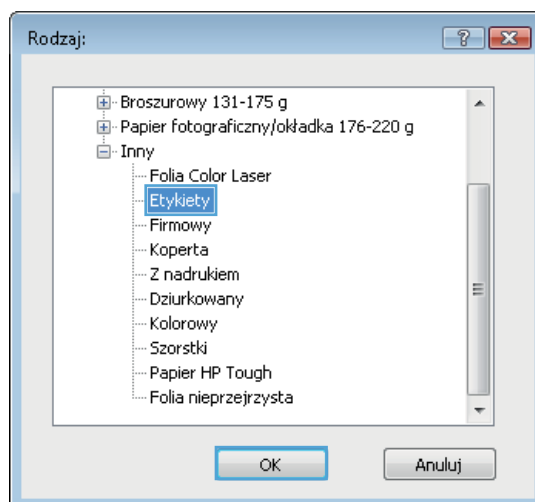 Rodzaj:
Broszurowy 131-175 g
Papier fotograficzny/okładka 176-220 g
Inny
Folia Color Laser
Etykiety
Firmowy
Koperta
Z nadrukiem
Dziurkowany
Kolorowy
Szorstki
Papier HP Tough
Folia nieprzejrzysta
OK
Anuluj